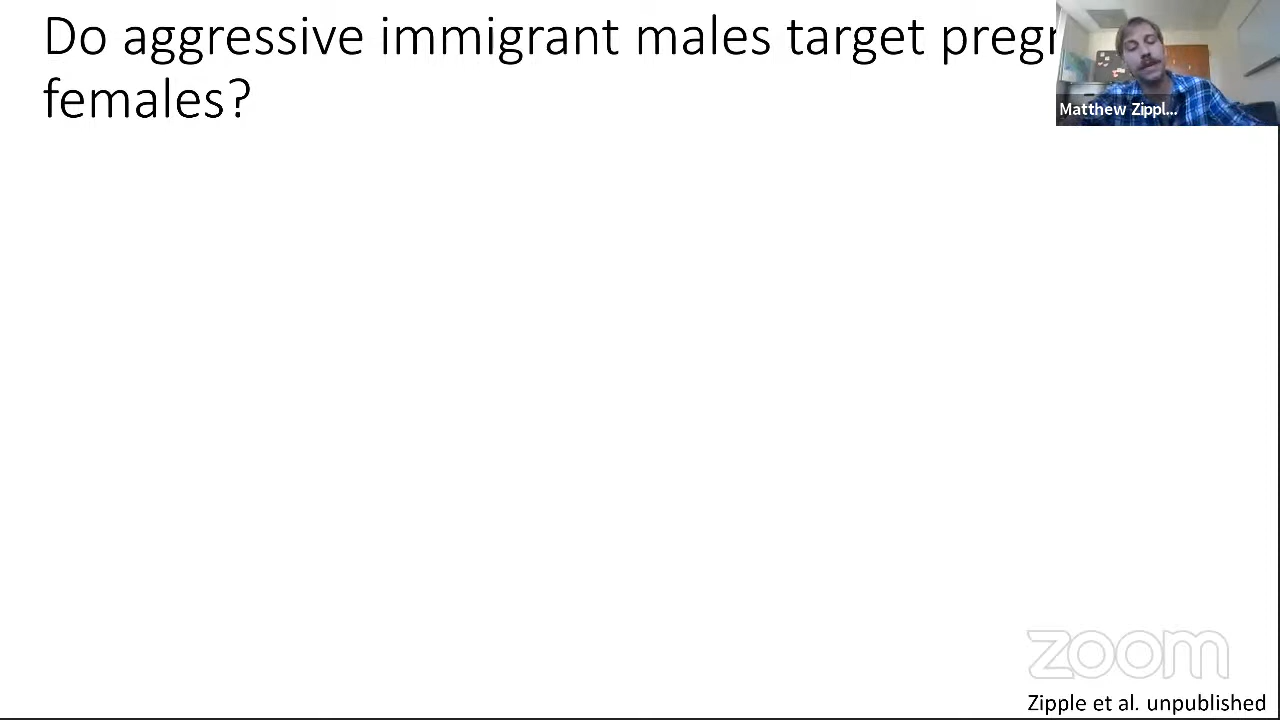 Do aggressive immigrant males target pregr
females?
Matthew Zippl...
zoom
Zipple et al. unpublished